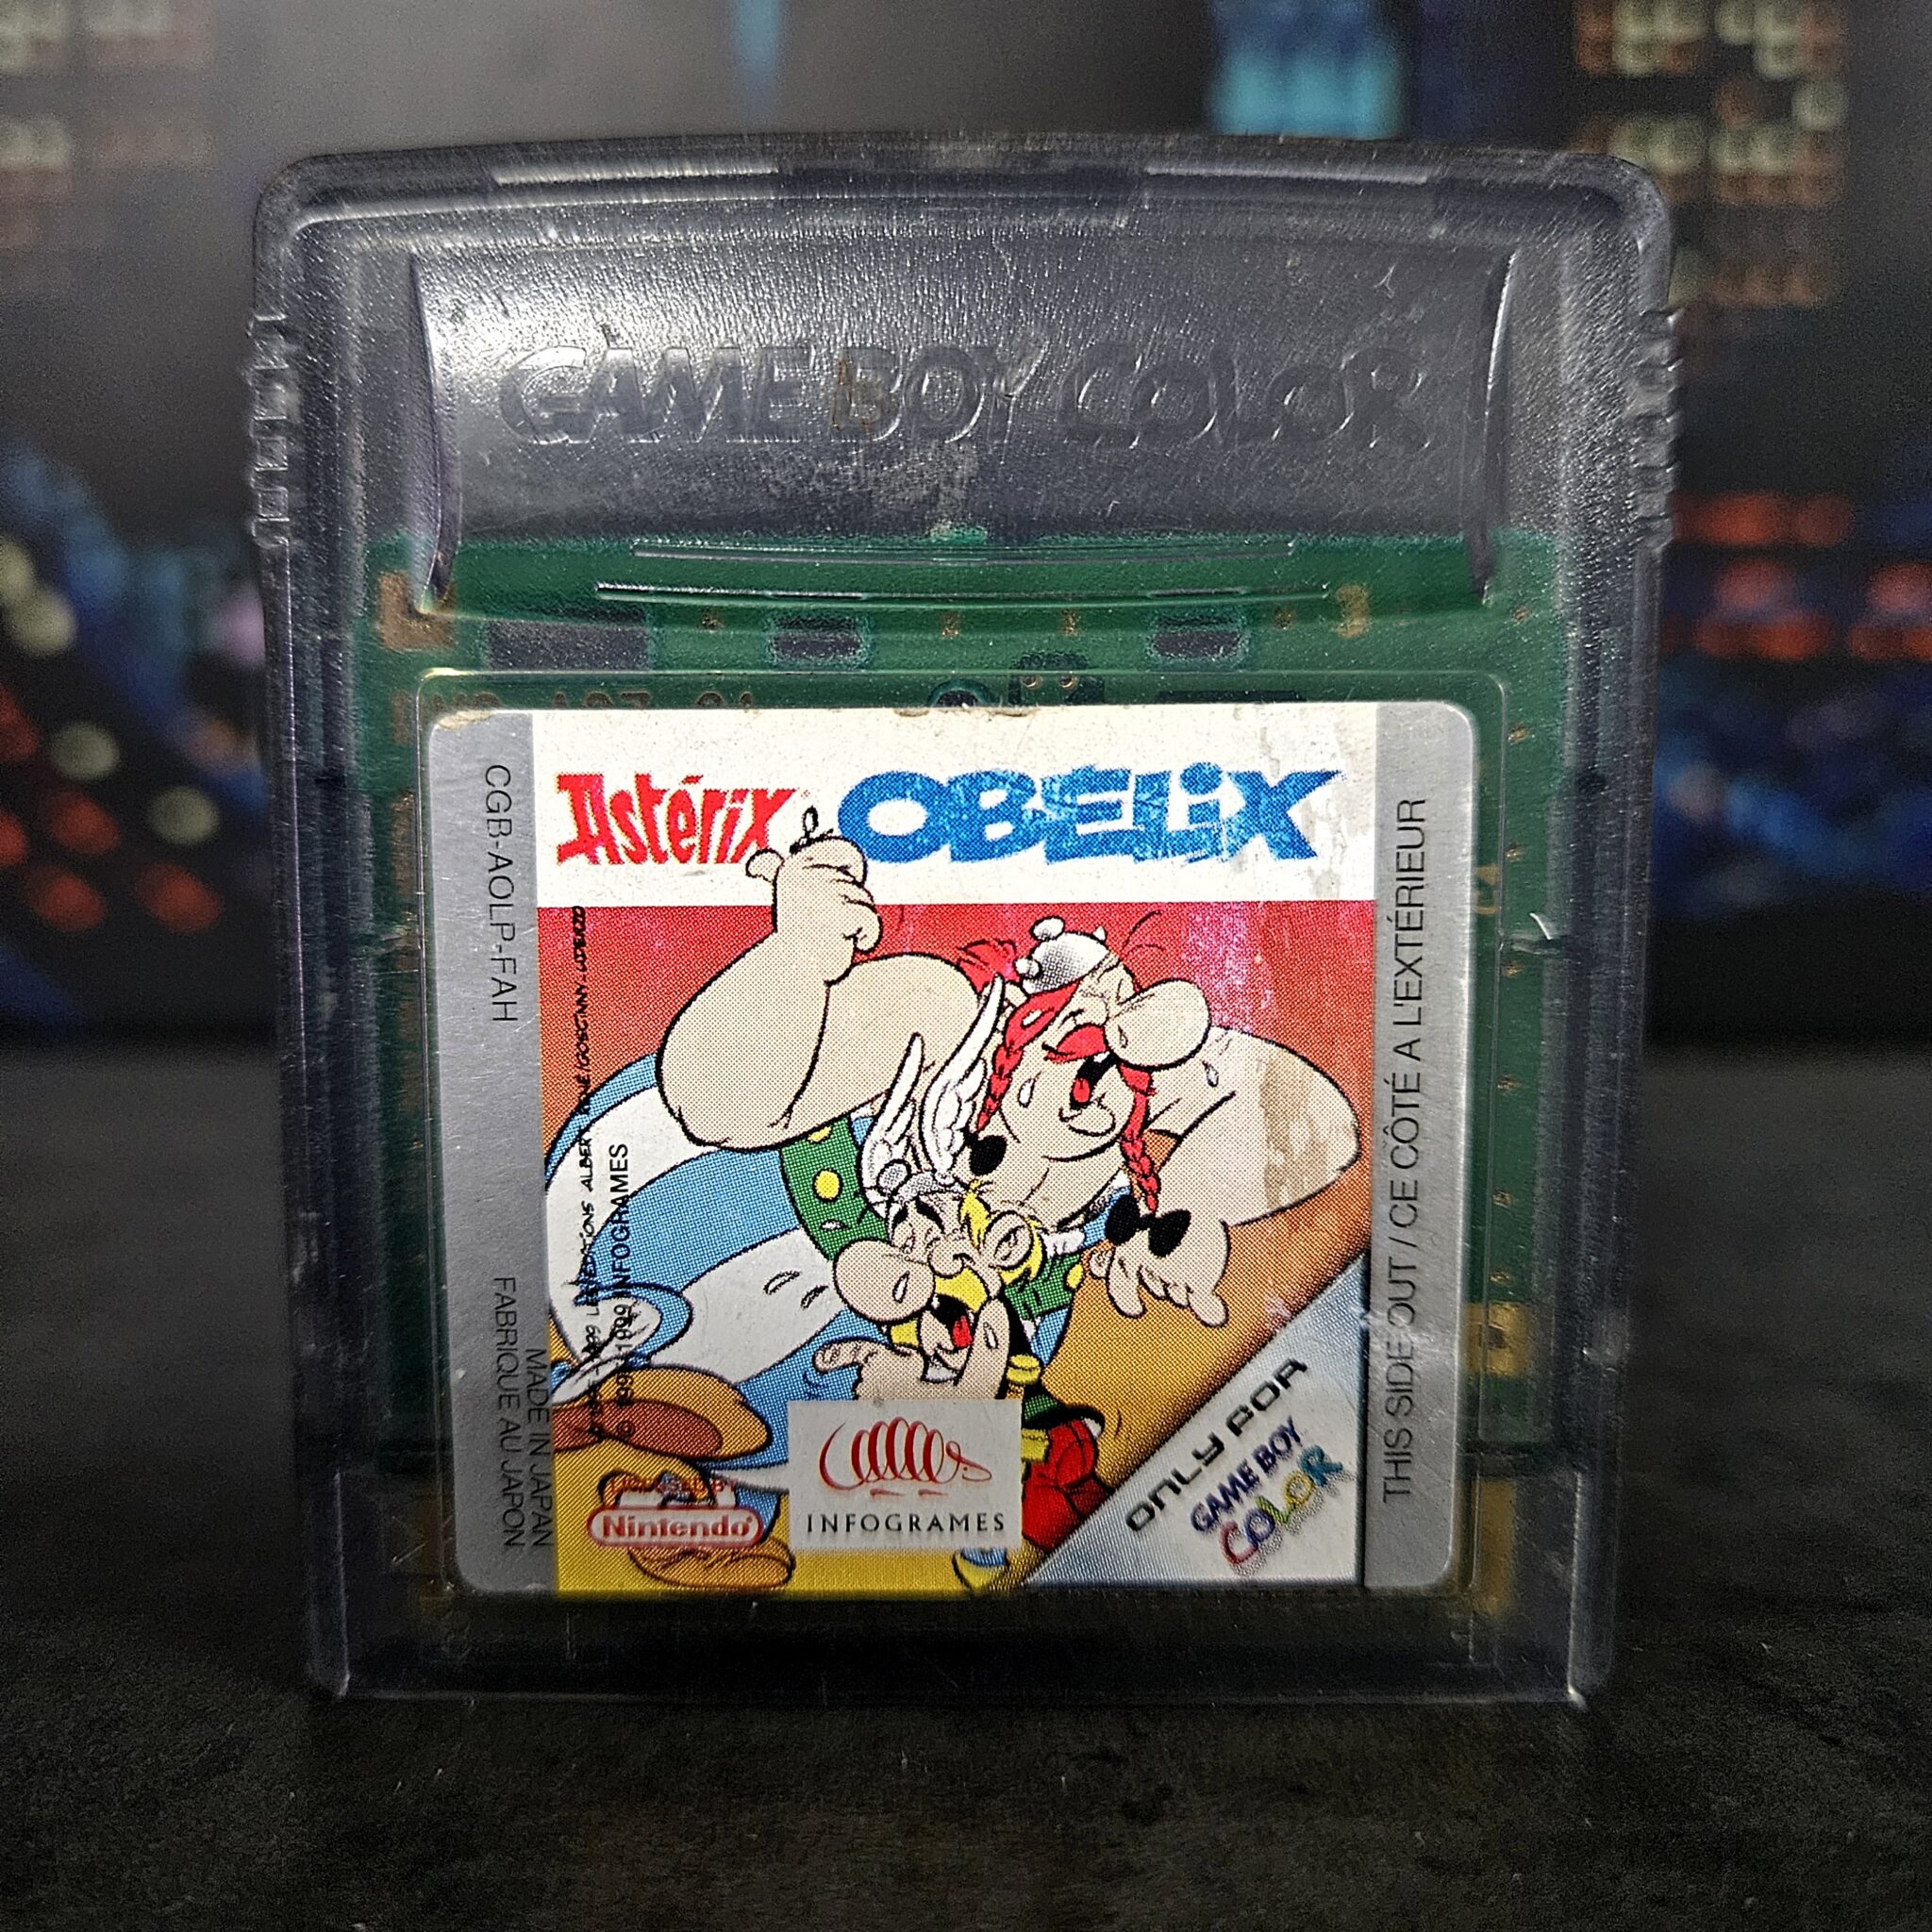 GAME BOY COLOR
Astérix OBELiX
CGB-AOLP-FAH
MADE IN JAPAN
FABRIQUE AU JAPON
INFOGRAMES
Nintendo®
INFOGRAMES
ONLY FOR
GAME BOY
COLOR
THIS SIDE OUT / CE CÔTÉ A L'EXTÉRIEUR